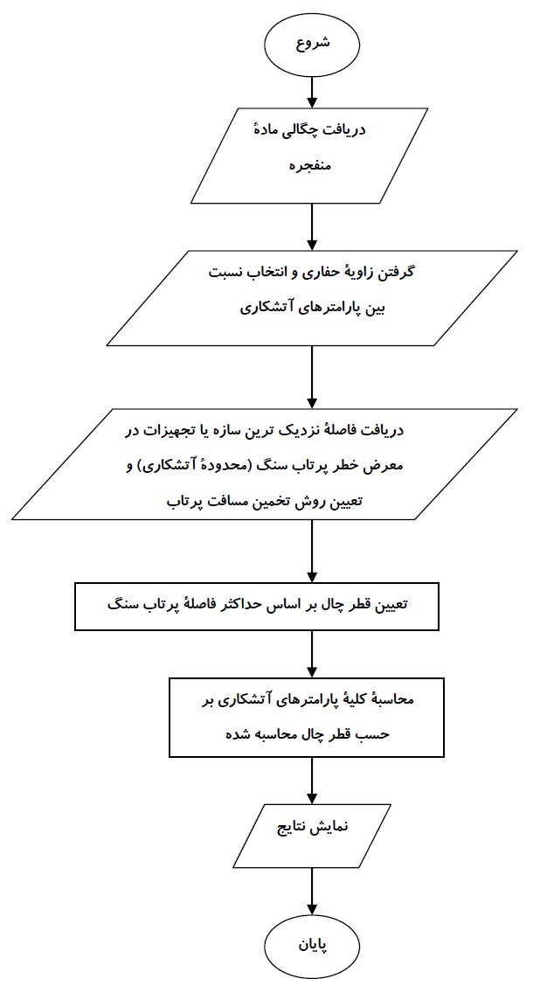 شروع
دریافت چگالی مادهٔ
منفجره
گرفتن زاویهٔ حفاری و انتخاب نسبت
بین پارامترهای آتشکاری
دریافت فاصلهٔ نزدیک ترین سازه یا تجهیزات در
معرض خطر پرتاب سنگ (محدودهٔ آتشکاری) و
تعیین روش تخمین مسافت پرتاب
تعیین قطر چال بر اساس حداکثر فاصلهٔ پرتاب سنگ
محاسبهٔ کلیهٔ پارامترهای آتشکاری بر
حسب قطر چال محاسبه شده
نمایش نتایج
پایان